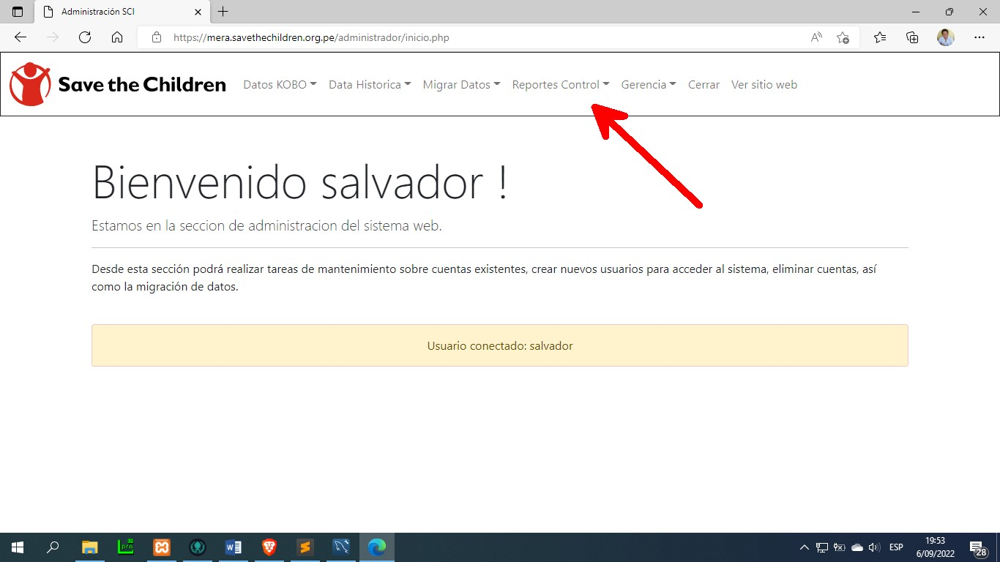 Administración SCI
https://mera.savethechildren.org.pe/administrador/inicio.php
Save the Children
Datos KOBO
Data Historica
Migrar Datos
Reportes Control
Gerencia
Cerrar
Ver sitio web
Bienvenido salvador !
Estamos en la seccion de administracion del sistema web.
Desde esta sección podrá realizar tareas de mantenimiento sobre cuentas existentes, crear nuevos usuarios para acceder al sistema, eliminar cuentas, así
como la migración de datos.
Usuario conectado: salvador
ESP
19:53
6/09/2022
28